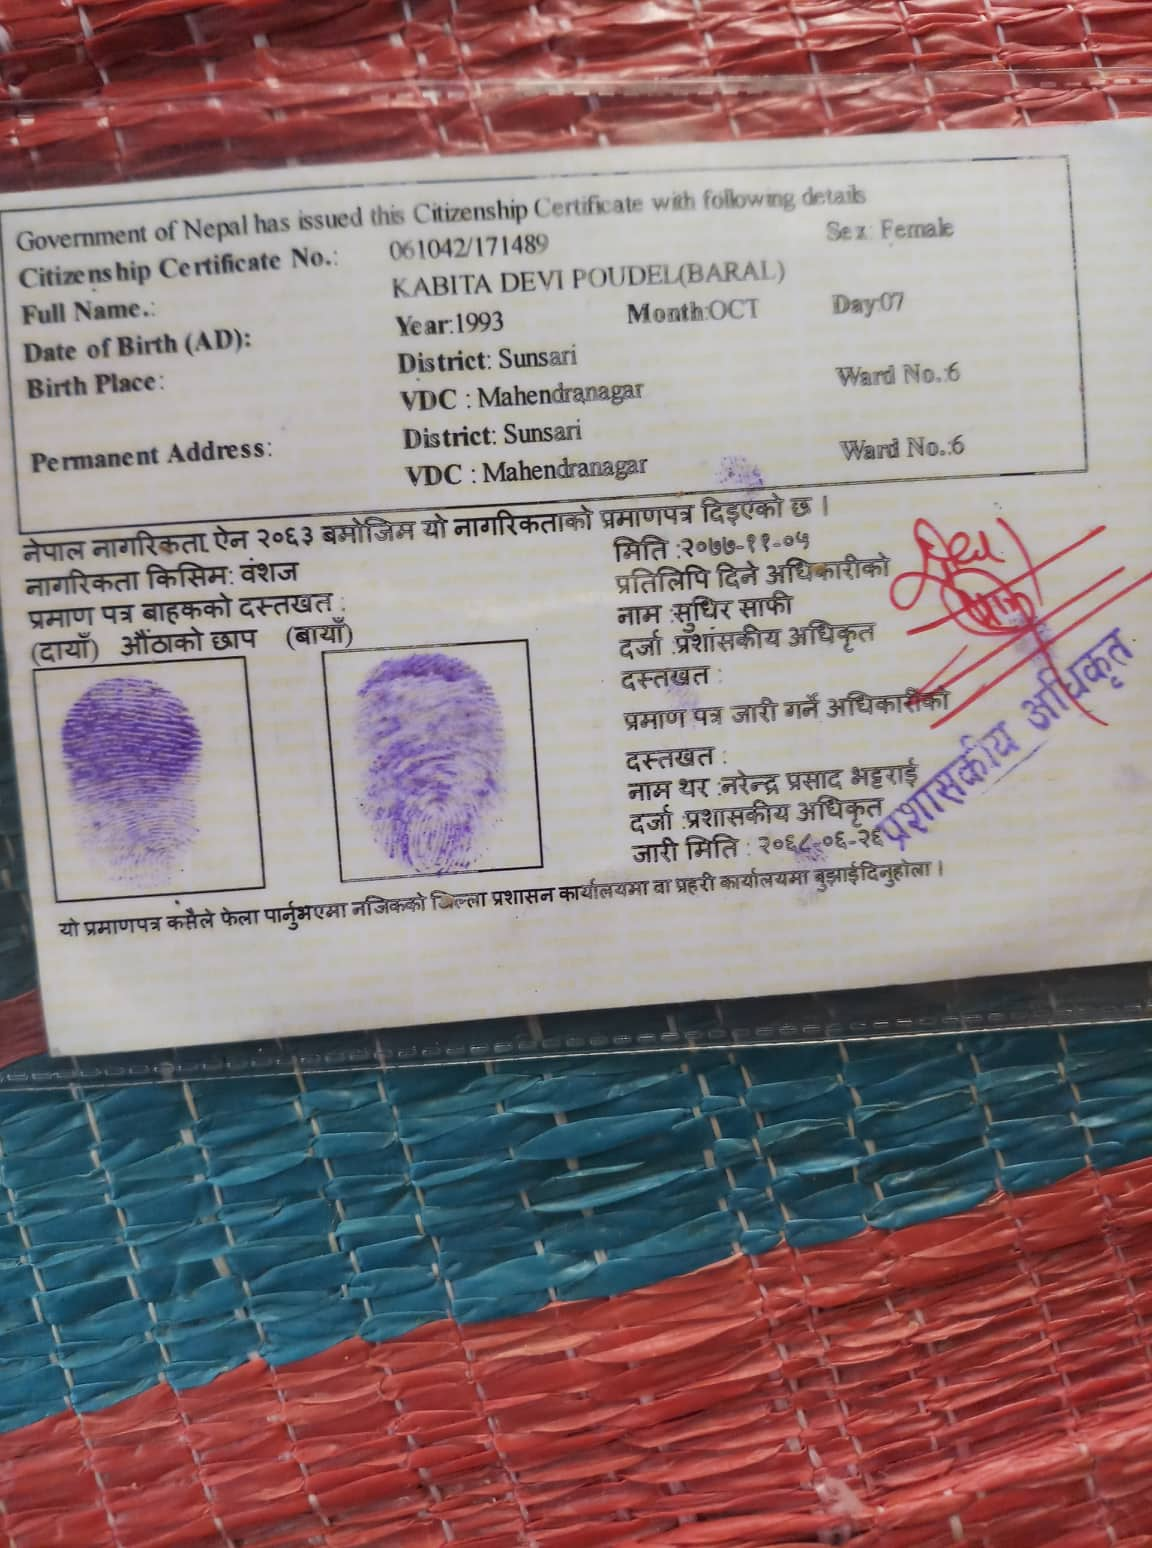 Government of Nepal has issued this Citizenship Certificate with following details
Citizenship Certificate No.: 061042/171489 Sex: Female
Full Name.: KABITA DEVI POUDEL(BARAL)
Date of Birth (AD): Year:1993 Month:OCT Day:07
Birth Place: District: Sunsari
VDC : Mahendranagar Ward No.:6
Permanent Address: District: Sunsari
VDC : Mahendranagar Ward No.:6
नेपाल नागरिकता ऐन २०६३ बमोजिम यो नागरिकताको प्रमाणपत्र दिइएको छ ।
नागरिकता किसिम: वंशज
प्रमाण पत्र बाहकको दस्तखत :
(दायाँ) औंठाको छाप (बायाँ)
मिति :२०७७-११-०५
प्रतिलिपि दिने अधिकारीको
नाम :सुधिर साफी
दर्जा :प्रशासकीय अधिकृत
दस्तखत :
प्रमाण पत्र जारी गर्ने अधिकारीको
दस्तखत :
नाम थर :नरेन्द्र प्रसाद भट्टराई
दर्जा :प्रशासकीय अधिकृत
जारी मिति : २०६८-०६-२६
प्रशासकीय अधिकृत
यो प्रमाणपत्र कसैले फेला पार्नुभएमा नजिकको जिल्ला प्रशासन कार्यालयमा वा प्रहरी कार्यालयमा बुझाईदिनुहोला ।